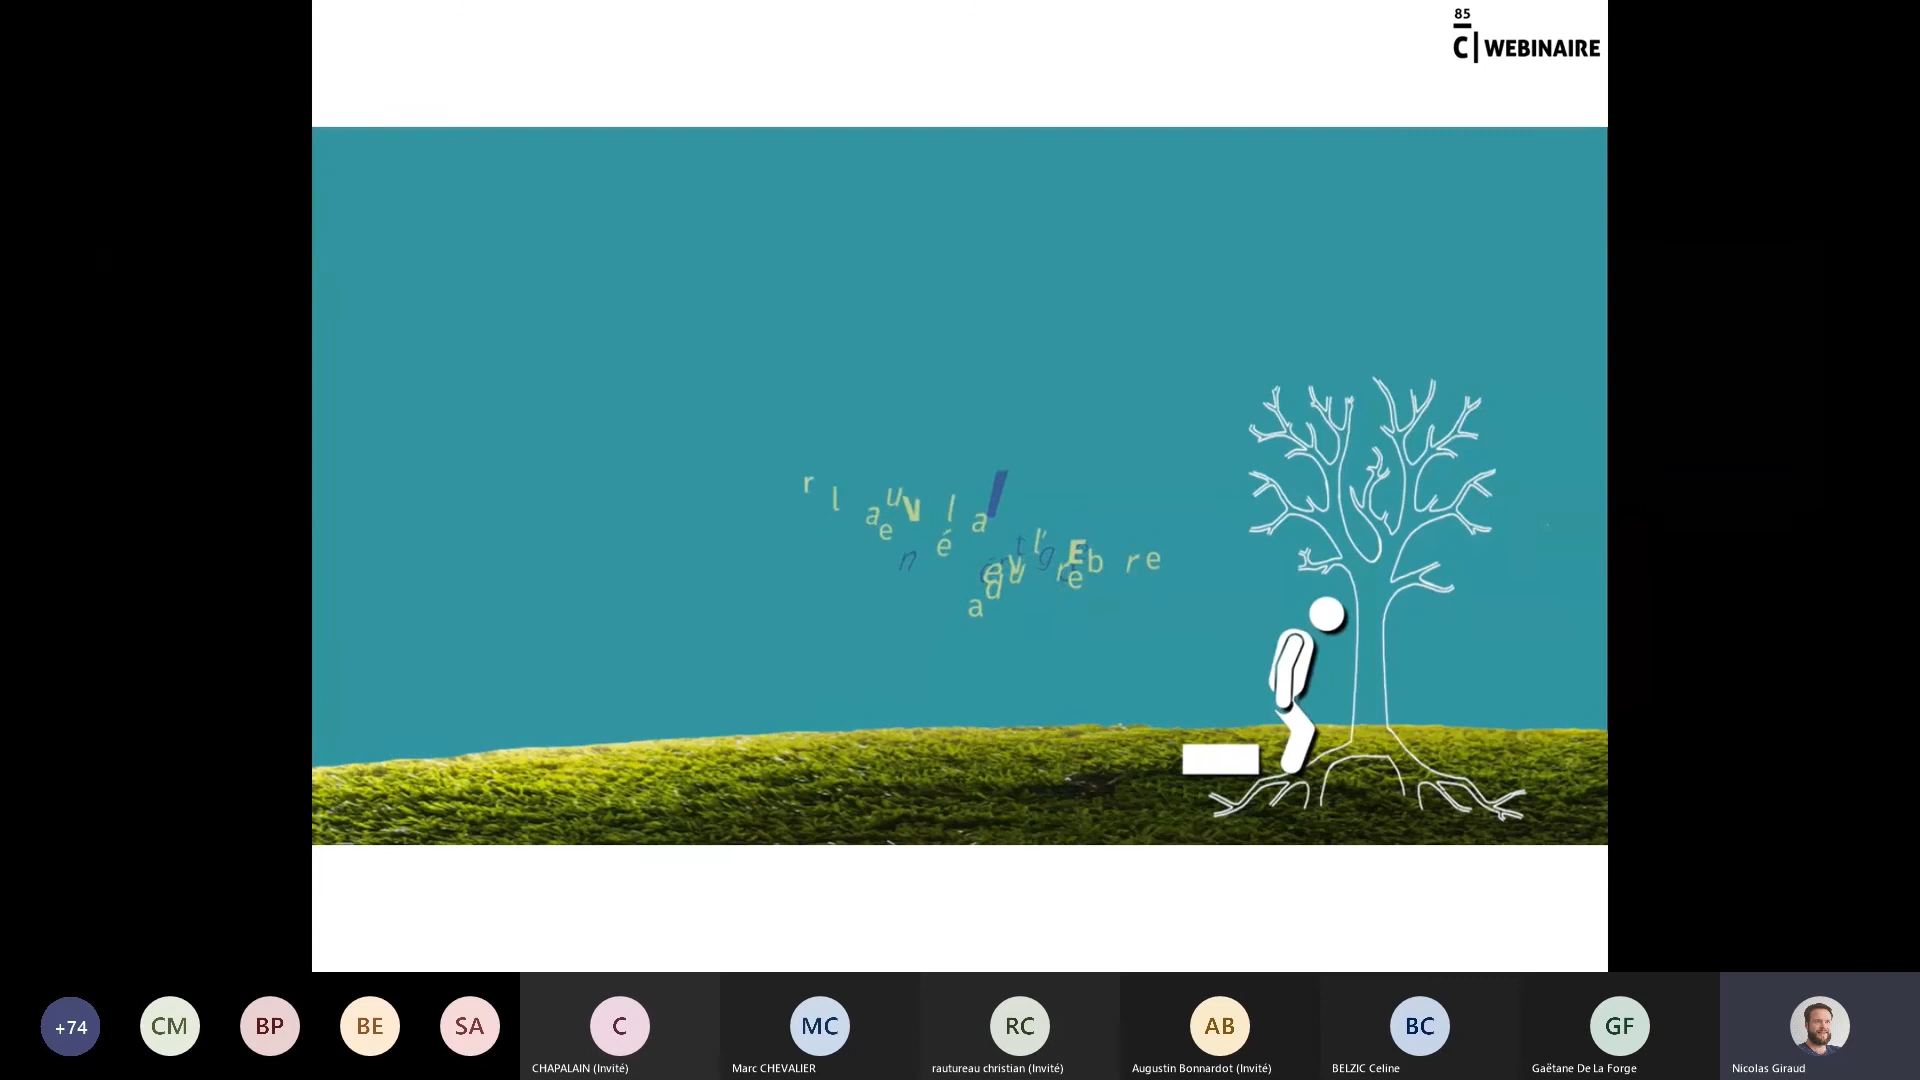 85
C | WEBINAIRE
+74
CM
BP
BE
SA
C
MC
RC
AB
BC
GF
CHAPALAIN (Invité)
Marc CHEVALIER
rautureau christian (Invité)
Augustin Bonnardot (Invité)
BELZIC Celine
Gaëtane De La Forge
Nicolas Giraud